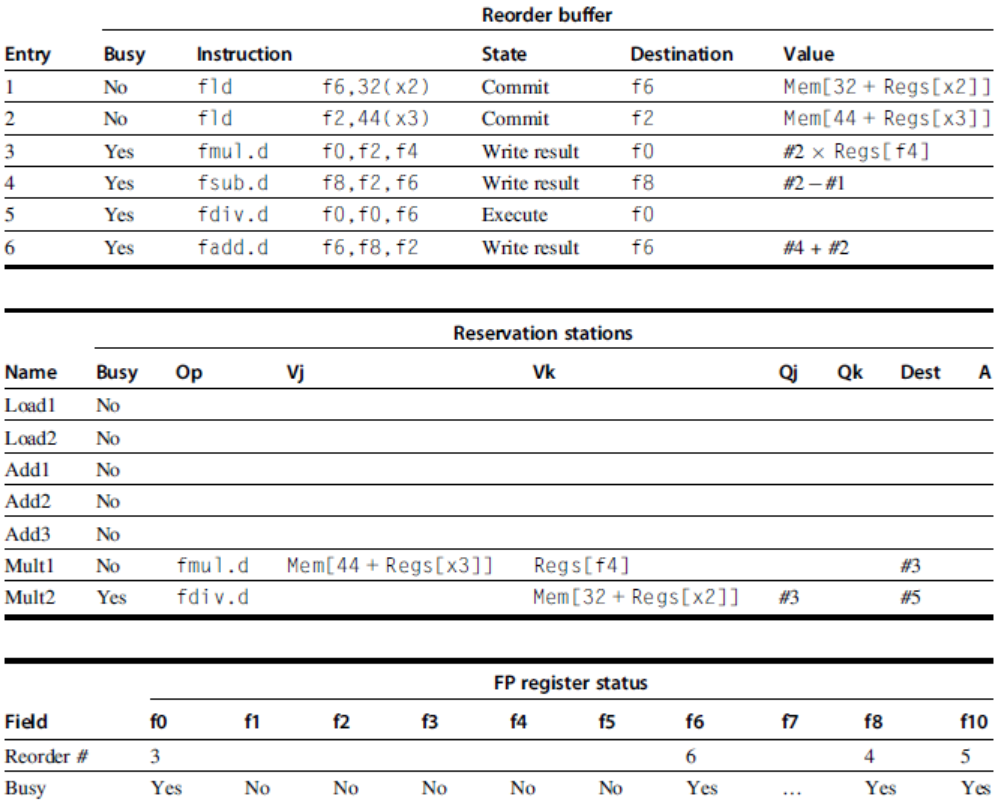 Reorder buffer
Entry Busy Instruction State Destination Value
1 No fld f6,32(x2) Commit f6 Mem[32 + Regs[x2]]
2 No fld f2,44(x3) Commit f2 Mem[44 + Regs[x3]]
3 Yes fmul.d f0,f2,f4 Write result f0 #2 × Regs[f4]
4 Yes fsub.d f8,f2,f6 Write result f8 #2 − #1
5 Yes fdiv.d f0,f0,f6 Execute f0
6 Yes fadd.d f6,f8,f2 Write result f6 #4 + #2
Reservation stations
Name Busy Op Vj Vk Qj Qk Dest A
Load1 No
Load2 No
Add1 No
Add2 No
Add3 No
Mult1 No fmul.d Mem[44 + Regs[x3]] Regs[f4] #3
Mult2 Yes fdiv.d Mem[32 + Regs[x2]] #3 #5
FP register status
Field f0 f1 f2 f3 f4 f5 f6 f7 f8 f10
Reorder # 3 6 4 5
Busy Yes No No No No No Yes … Yes Yes